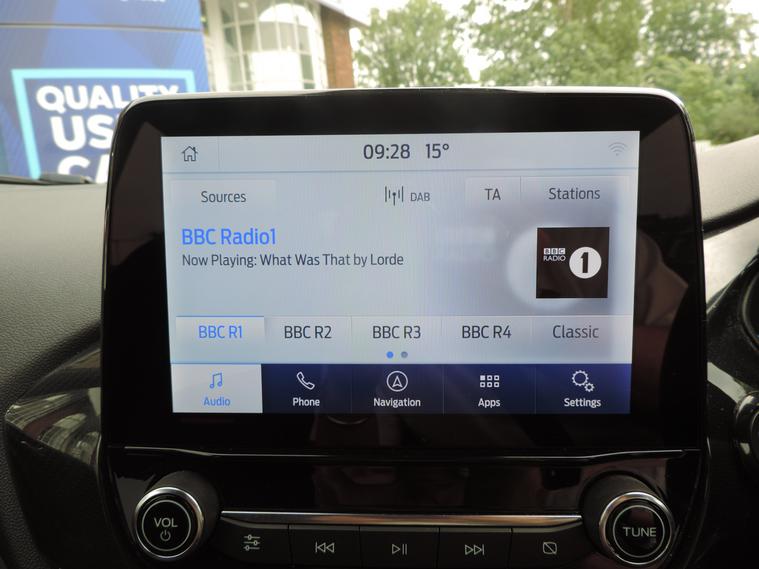 QUALITY
US
CA
09:28 15°
Sources
DAB
TA
Stations
BBC Radio1
Now Playing: What Was That by Lorde
BBC
RADIO
1
BBC R1
BBC R2
BBC R3
BBC R4
Classic
Audio
Phone
Navigation
Apps
Settings
VOL
TUNE